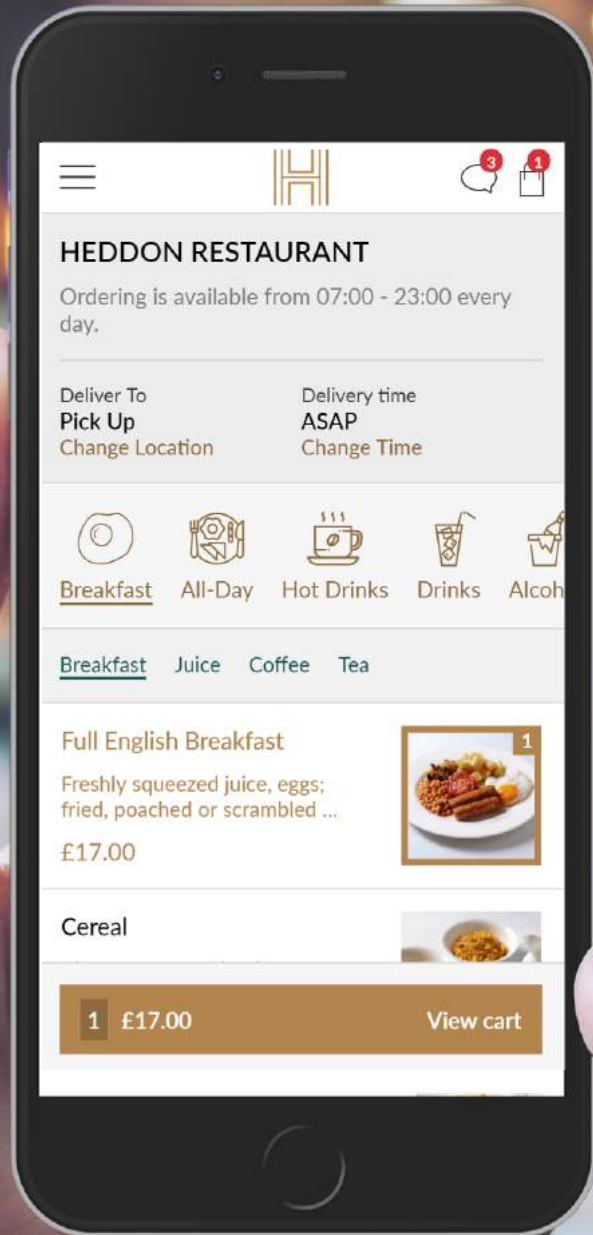 H
3
1
HEDDON RESTAURANT
Ordering is available from 07:00 - 23:00 every
day.
Deliver To
Delivery time
Pick Up
ASAP
Change Location
Change Time
Breakfast All-Day Hot Drinks Drinks Alcoh
Breakfast Juice Coffee Tea
Full English Breakfast
1
Freshly squeezed juice, eggs;
fried, poached or scrambled ...
£17.00
Cereal
1 £17.00 View cart